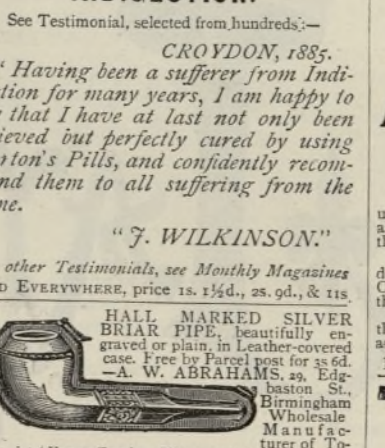 See Testimonial, selected from hundreds:—
CROYDON, 1885.
"Having been a sufferer from Indi-
tion for many years, I am happy to
that I have at last not only been
ieved but perfectly cured by using
ton's Pills, and confidently recom-
nd them to all suffering from the
me.
"J. WILKINSON."
other Testimonials, see Monthly Magazines
D EVERYWHERE, price 1s. 1½d., 2s. 9d., & 11s
HALL MARKED SILVER
BRIAR PIPE, beautifully en-
graved or plain, in Leather-covered
case. Free by Parcel post for 3s 6d.
—A. W. ABRAHAMS, 29, Edg-
baston St.,
Birmingham
Wholesale
Manufac-
turer of To-